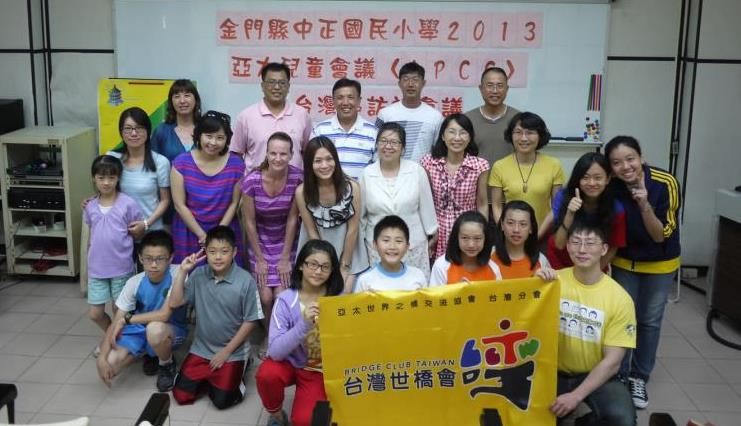 金門縣中正國民小學2013
亞太兒童會議《APCC》
台灣
訪
會議
亞太世界之橋交流協會 台灣分會
BRIDGE CLUB TAIWAN
台灣世橋會
BCTW